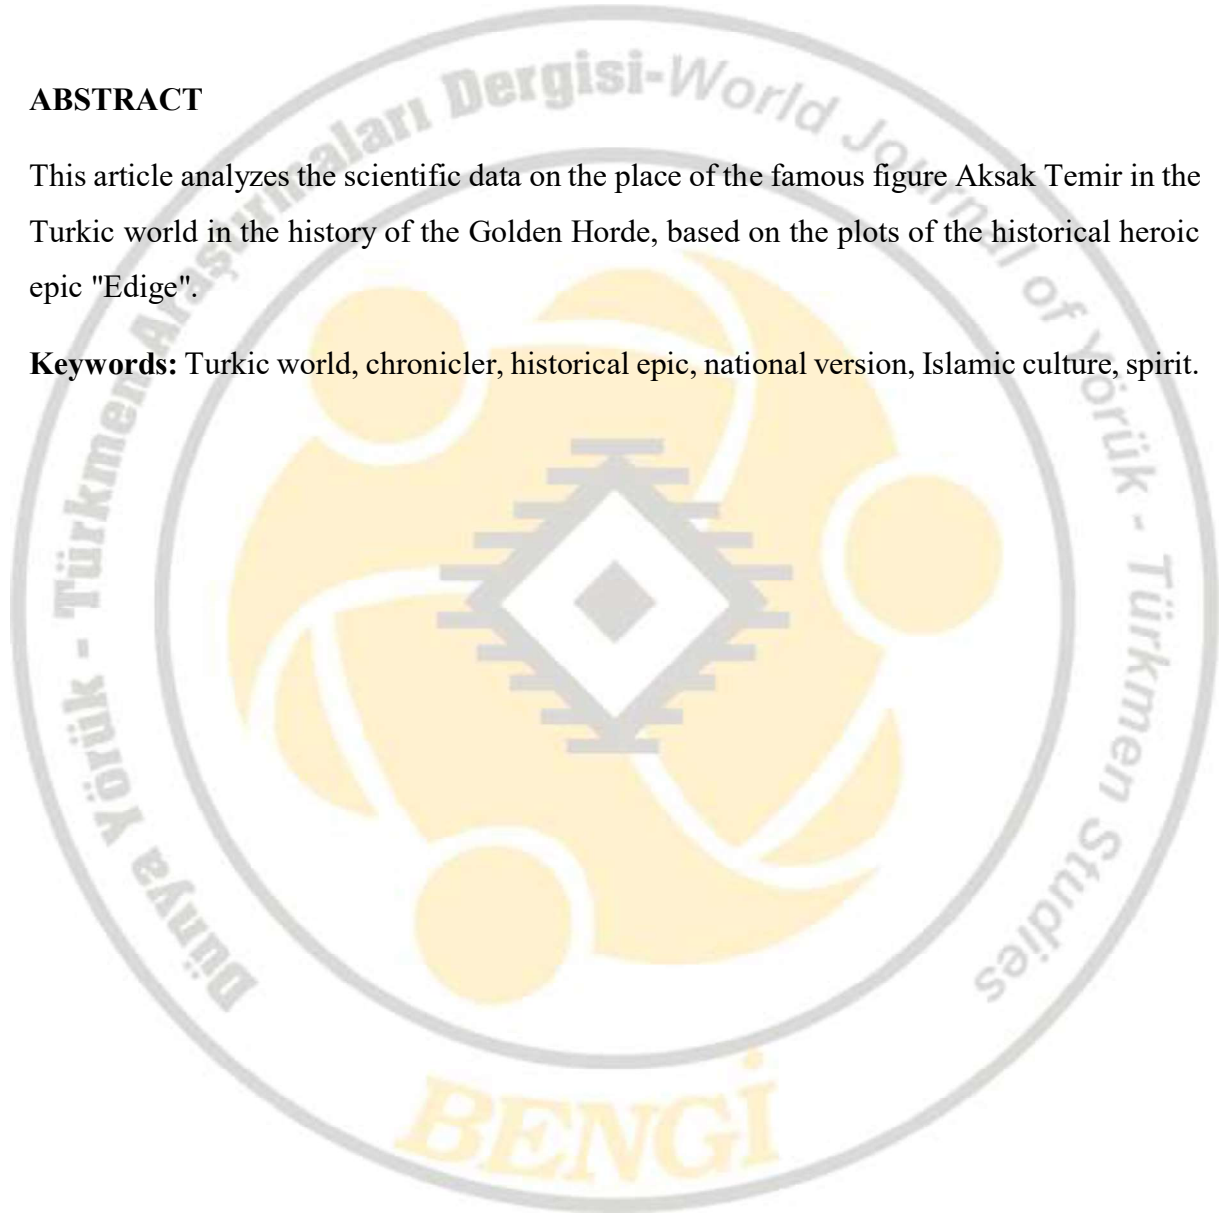 ABSTRACT
This article analyzes the scientific data on the place of the famous figure Aksak Temir in the
Turkic world in the history of the Golden Horde, based on the plots of the historical heroic
epic "Edige".
Keywords: Turkic world, chronicler, historical epic, national version, Islamic culture, spirit.
Dünya Yörük - Türkmen Araştırmaları Dergisi-World Journal of Yörük - Türkmen Studies
BENGİ